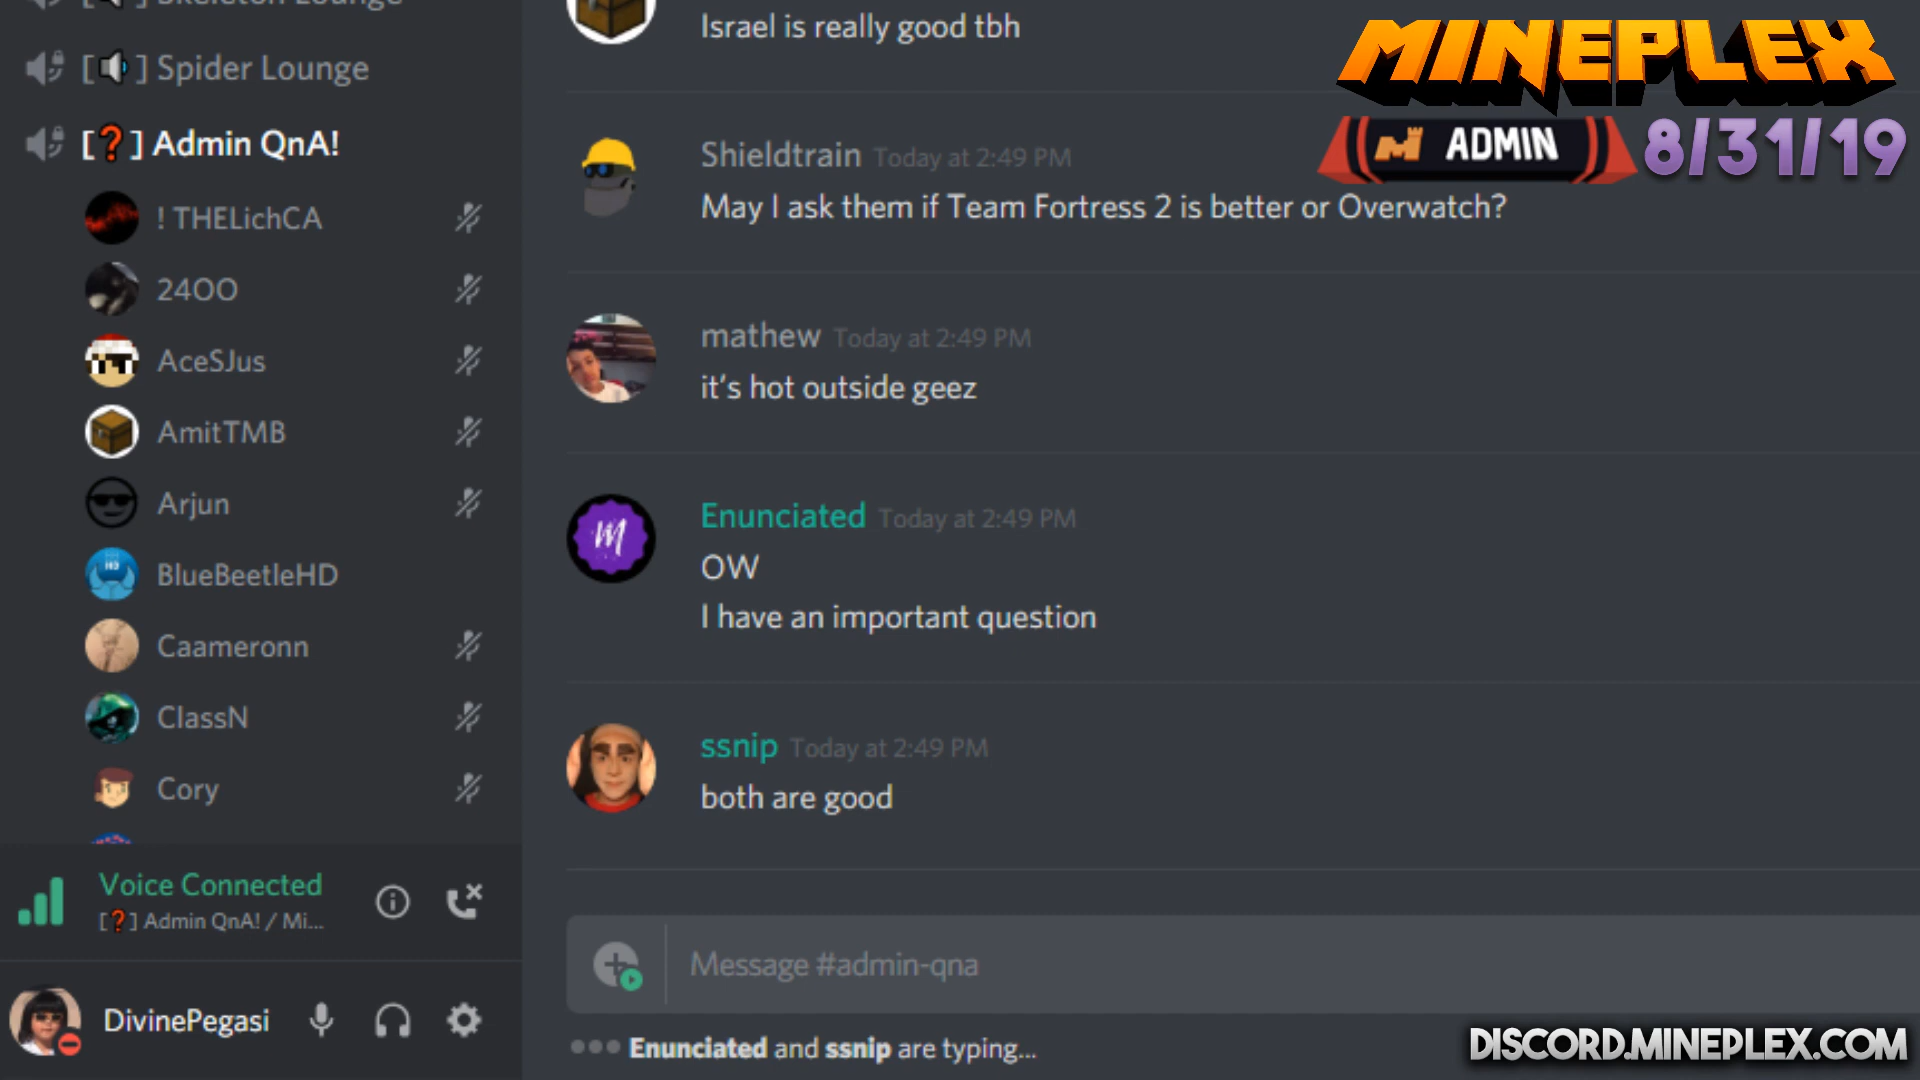 Skeleton Lounge
[🔊] Spider Lounge
[❓] Admin QnA!
! THELichCA
24OO
AceSJus
AmitTMB
Arjun
BlueBeetleHD
Caameronn
ClassN
Cory
Voice Connected
[❓] Admin QnA! / Mi...
DivinePegasi
Israel is really good tbh
Shieldtrain Today at 2:49 PM
May I ask them if Team Fortress 2 is better or Overwatch?
mathew Today at 2:49 PM
it's hot outside geez
Enunciated Today at 2:49 PM
OW
I have an important question
ssnip Today at 2:49 PM
both are good
Message #admin-qna
Enunciated and ssnip are typing...
MINEPLEX
ADMIN 8/31/19
DISCORD.MINEPLEX.COM